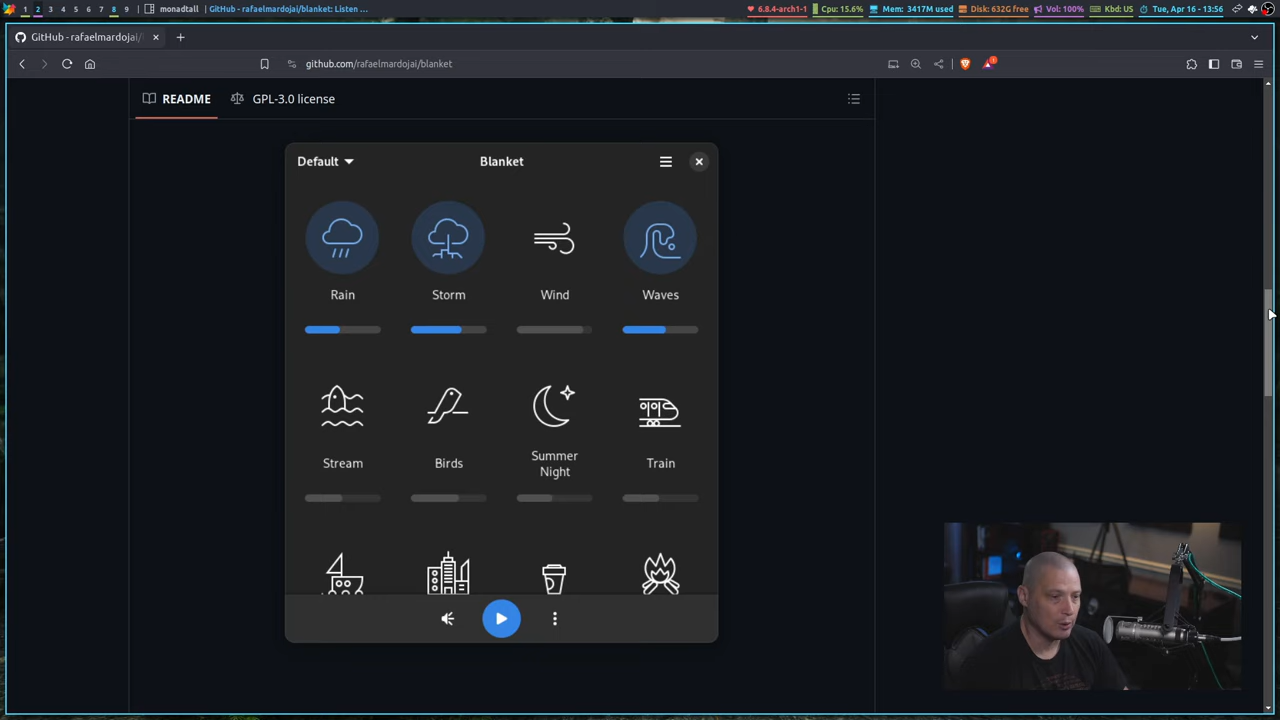 1 2 3 4 5 6 7 8 9 monadtall GitHub - rafaelmardojai/blanket: Listen ... 6.8.4-arch1-1 Cpu: 15.6% Mem: 3417M used Disk: 632G free Vol: 100% Kbd: US Tue, Apr 16 - 13:56
GitHub - rafaelmardojai/
github.com/rafaelmardojai/blanket 1
README GPL-3.0 license
Default Blanket
Rain Storm Wind Waves
Stream Birds Summer Night Train